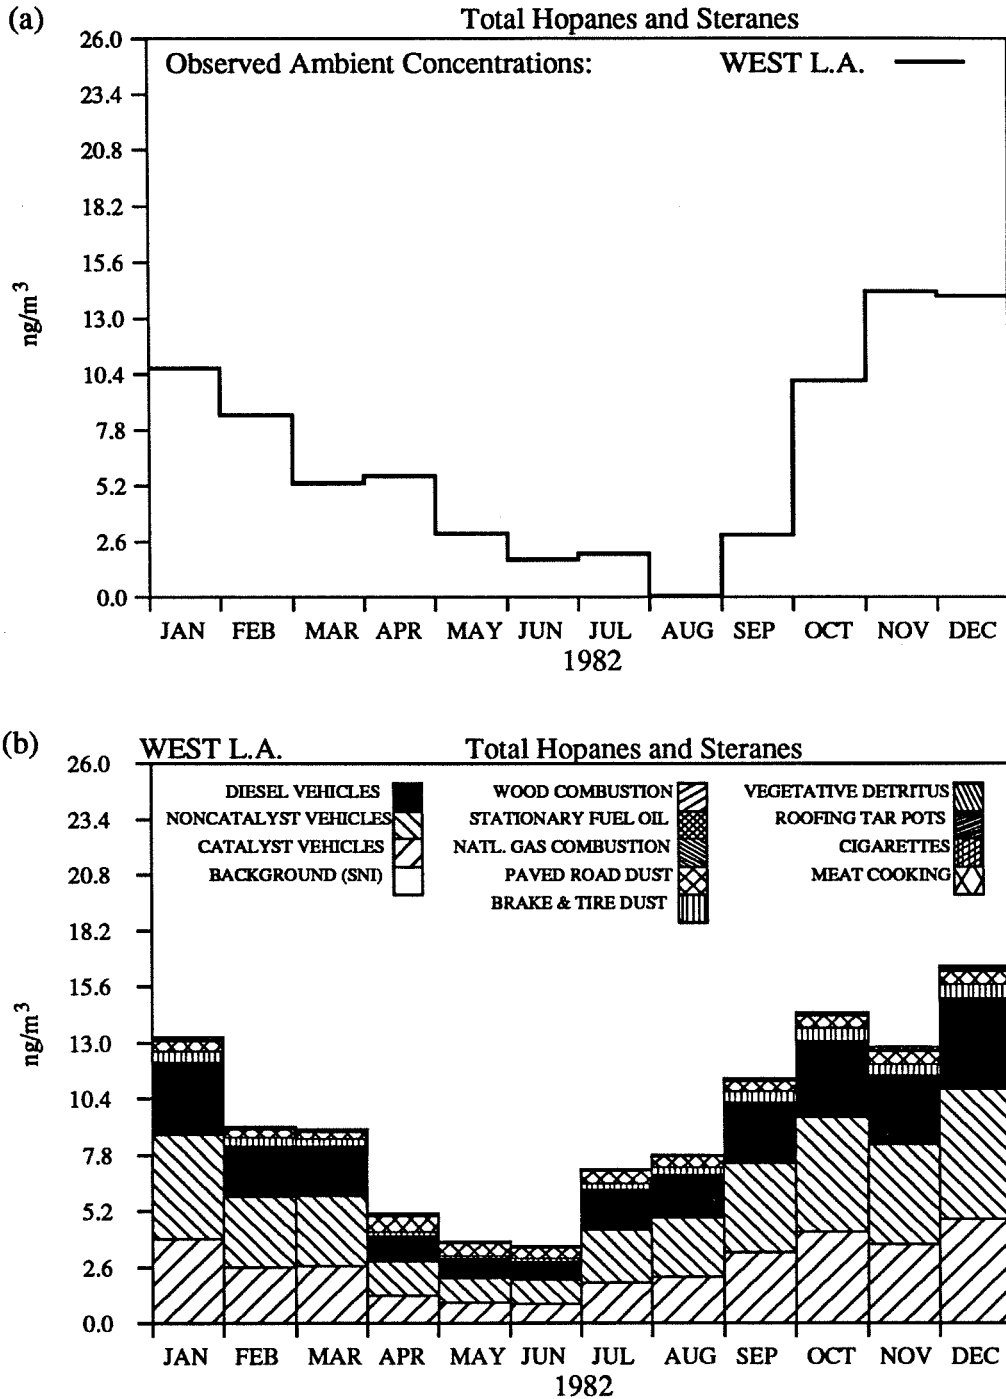 (a)
Total Hopanes and Steranes
26.0
Observed Ambient Concentrations: WEST L.A.
23.4
20.8
18.2
15.6
13.0
10.4
7.8
5.2
2.6
0.0
ng/m³
JAN FEB MAR APR MAY JUN JUL AUG SEP OCT NOV DEC
1982
(b)
WEST L.A. Total Hopanes and Steranes
26.0
DIESEL VEHICLES WOOD COMBUSTION VEGETATIVE DETRITUS
23.4
NONCATALYST VEHICLES STATIONARY FUEL OIL ROOFING TAR POTS
CATALYST VEHICLES NATL. GAS COMBUSTION CIGARETTES
20.8
BACKGROUND (SNI) PAVED ROAD DUST MEAT COOKING
BRAKE & TIRE DUST
18.2
15.6
13.0
10.4
7.8
5.2
2.6
0.0
ng/m³
JAN FEB MAR APR MAY JUN JUL AUG SEP OCT NOV DEC
1982